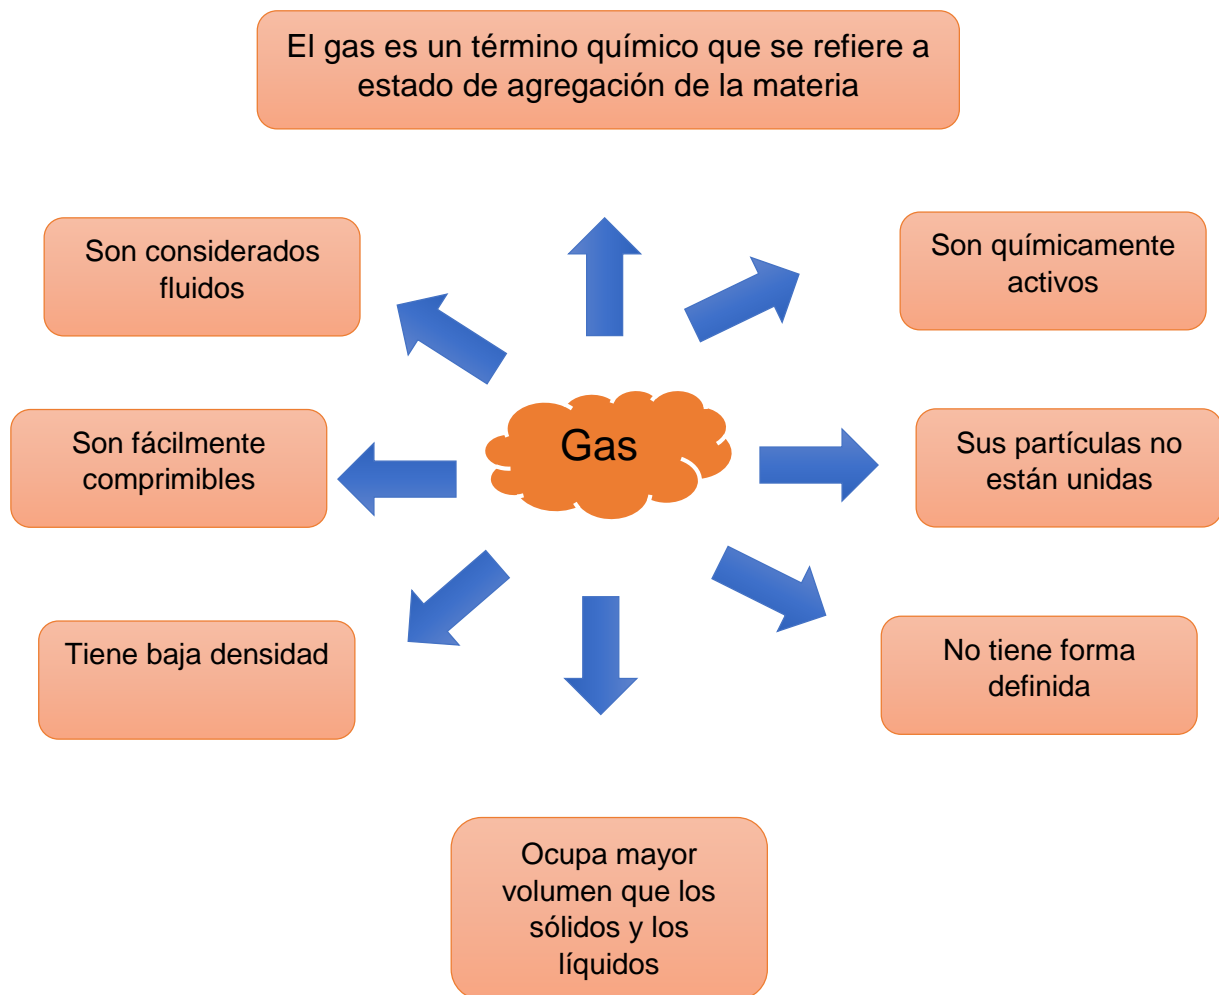 El gas es un término químico que se refiere a
estado de agregación de la materia
Son considerados
fluidos
Son químicamente
activos
Son fácilmente
comprimibles
Gas
Sus partículas no
están unidas
Tiene baja densidad
No tiene forma
definida
Ocupa mayor
volumen que los
sólidos y los
líquidos